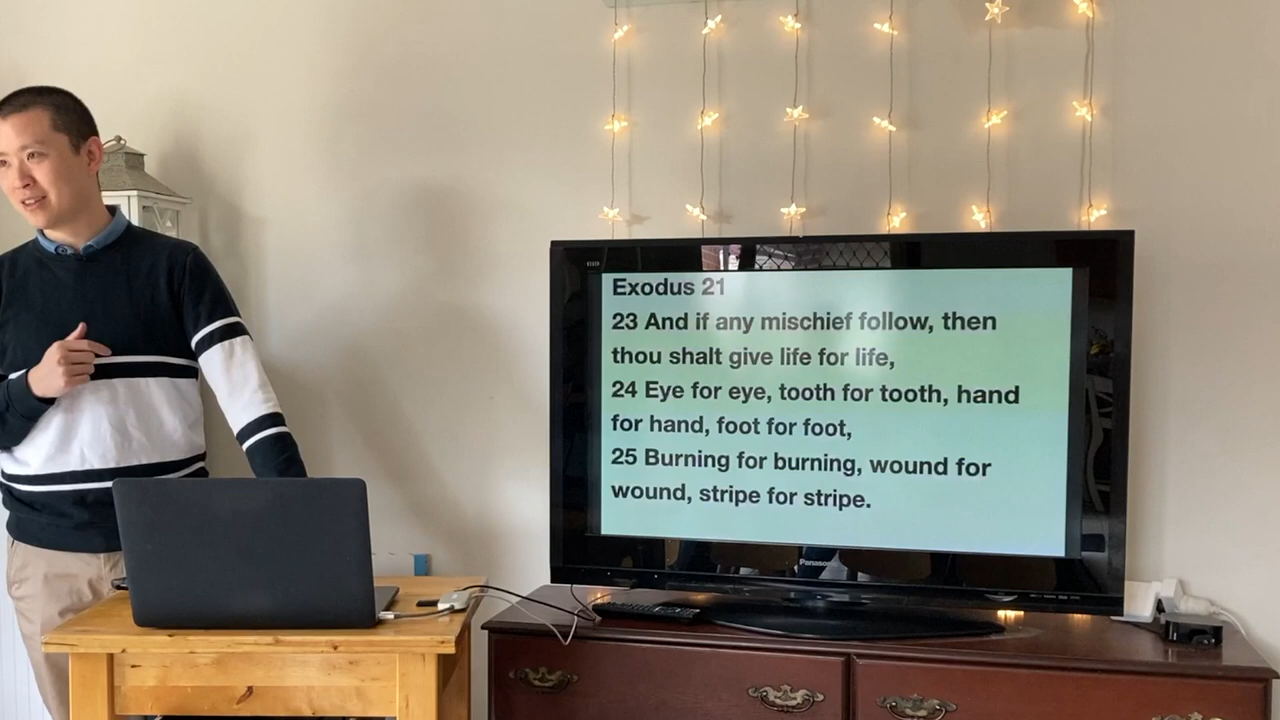 Exodus 21
23 And if any mischief follow, then
thou shalt give life for life,
24 Eye for eye, tooth for tooth, hand
for hand, foot for foot,
25 Burning for burning, wound for
wound, stripe for stripe.
Panasonic